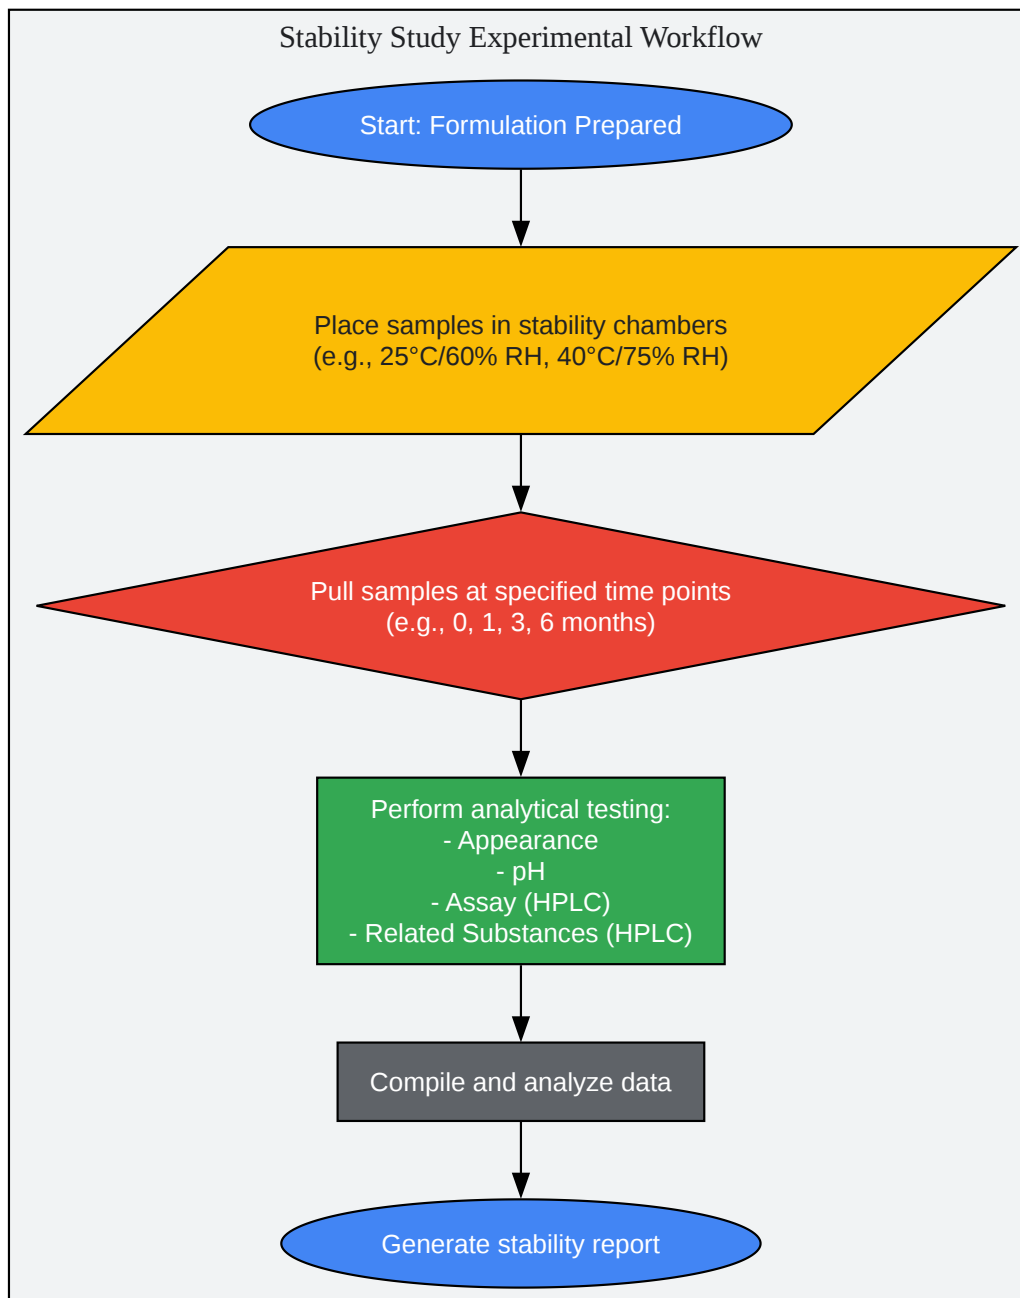 Stability Study Experimental Workflow
Start: Formulation Prepared
Place samples in stability chambers
(e.g., 25°C/60% RH, 40°C/75% RH)
Pull samples at specified time points
(e.g., 0, 1, 3, 6 months)
Perform analytical testing:
- Appearance
- pH
- Assay (HPLC)
- Related Substances (HPLC)
Compile and analyze data
Generate stability report